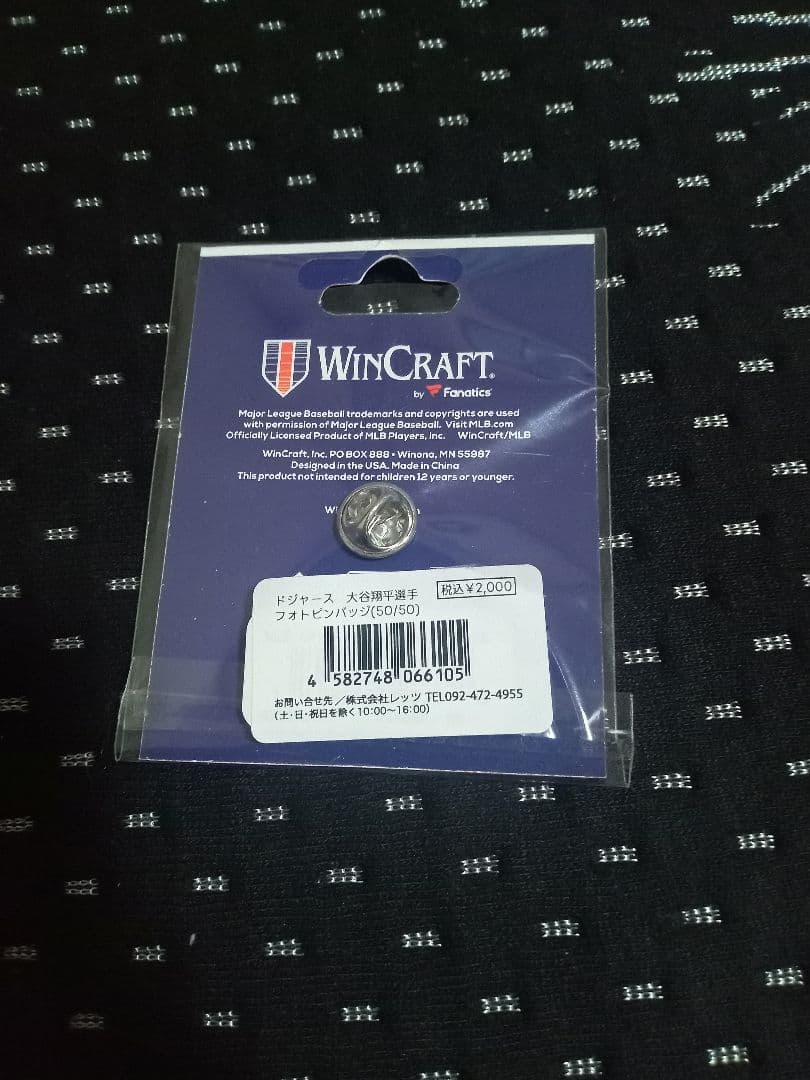 WINCRAFT®
by Fanatics
Major League Baseball trademarks and copyrights are used
with permission of Major League Baseball. Visit MLB.com
Officially Licensed Product of MLB Players, Inc. WinCraft/MLB
WinCraft, Inc. PO BOX 888 • Winona, MN 55987
Designed in the USA. Made in China
This product not intended for children 12 years or younger.
ドジャース 大谷翔平選手 税込¥2,000
フォトピンバッジ(50/50)
4 582748 066105
お問い合せ先/株式会社レッツ TEL092-472-4955
(土・日・祝日を除く10:00~16:00)